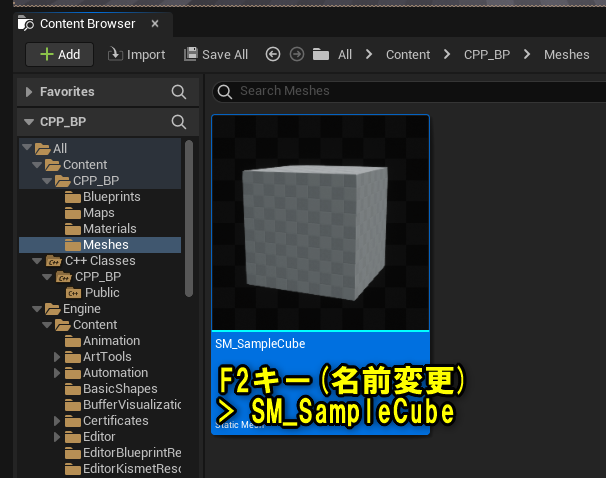 Content Browser
Add
Import
Save All
All
Content
CPP_BP
Meshes
Favorites
Search Meshes
CPP_BP
All
Content
CPP_BP
Blueprints
Maps
Materials
Meshes
C++ Classes
CPP_BP
Public
Engine
Content
Animation
ArtTools
Automation
BasicShapes
BufferVisualizatic
Certificates
Editor
EditorBlueprintRe
EditorKismetResc
SM_SampleCube
F2キー(名前変更)
> SM_SampleCube
Static Mesh